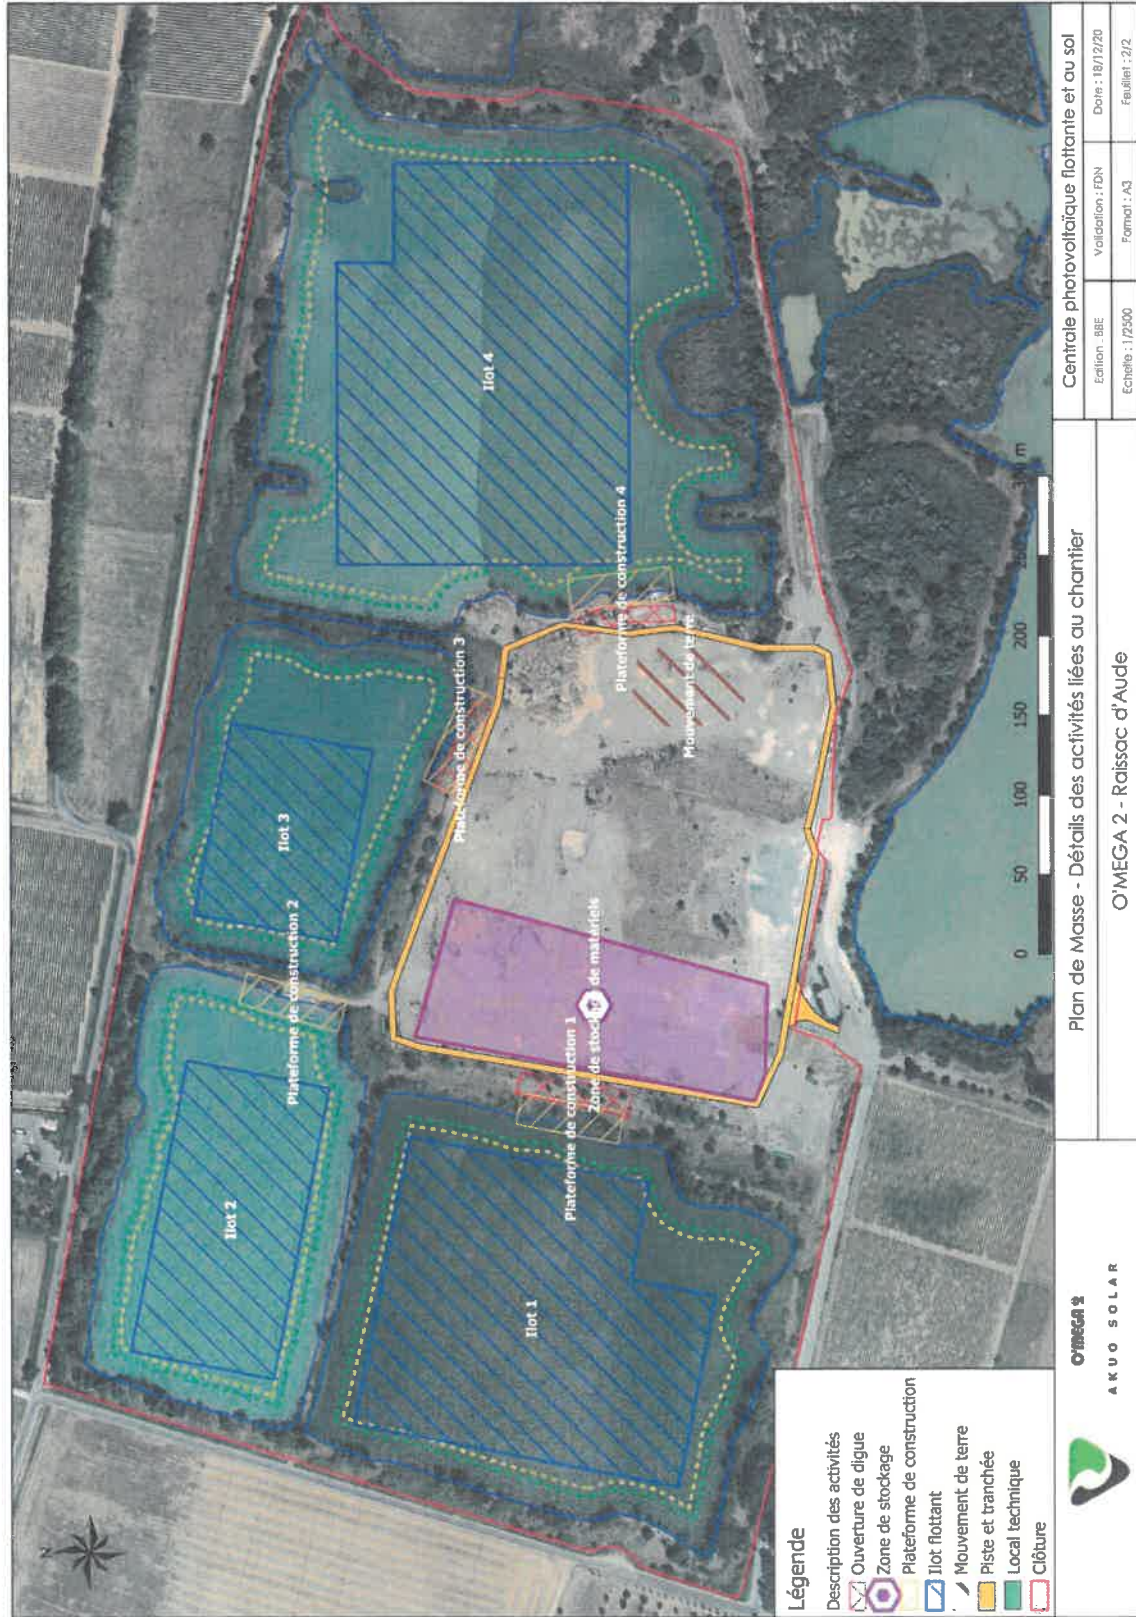 N
Ilot 1
Ilot 2
Ilot 3
Ilot 4
Plateforme de construction 1
Plateforme de construction 2
Plateforme de construction 3
Plateforme de construction 4
Zone de stockage de matériels
Mouvement de terre
Légende
Description des activités
Ouverture de digue
Zone de stockage
Plateforme de construction
Ilot flottant
Mouvement de terre
Piste et tranchée
Local technique
Clôture
0 50 100 150 200 m
O'MEGA 2
AKUO SOLAR
Plan de Masse - Détails des activités liées au chantier
O'MEGA 2 - Raissac d'Aude
Centrale photovoltaïque flottante et au sol
Edition : BBE
Validation : FDN
Date : 18/12/20
Echelle : 1/2500
Format : A3
Feuillet : 2/2